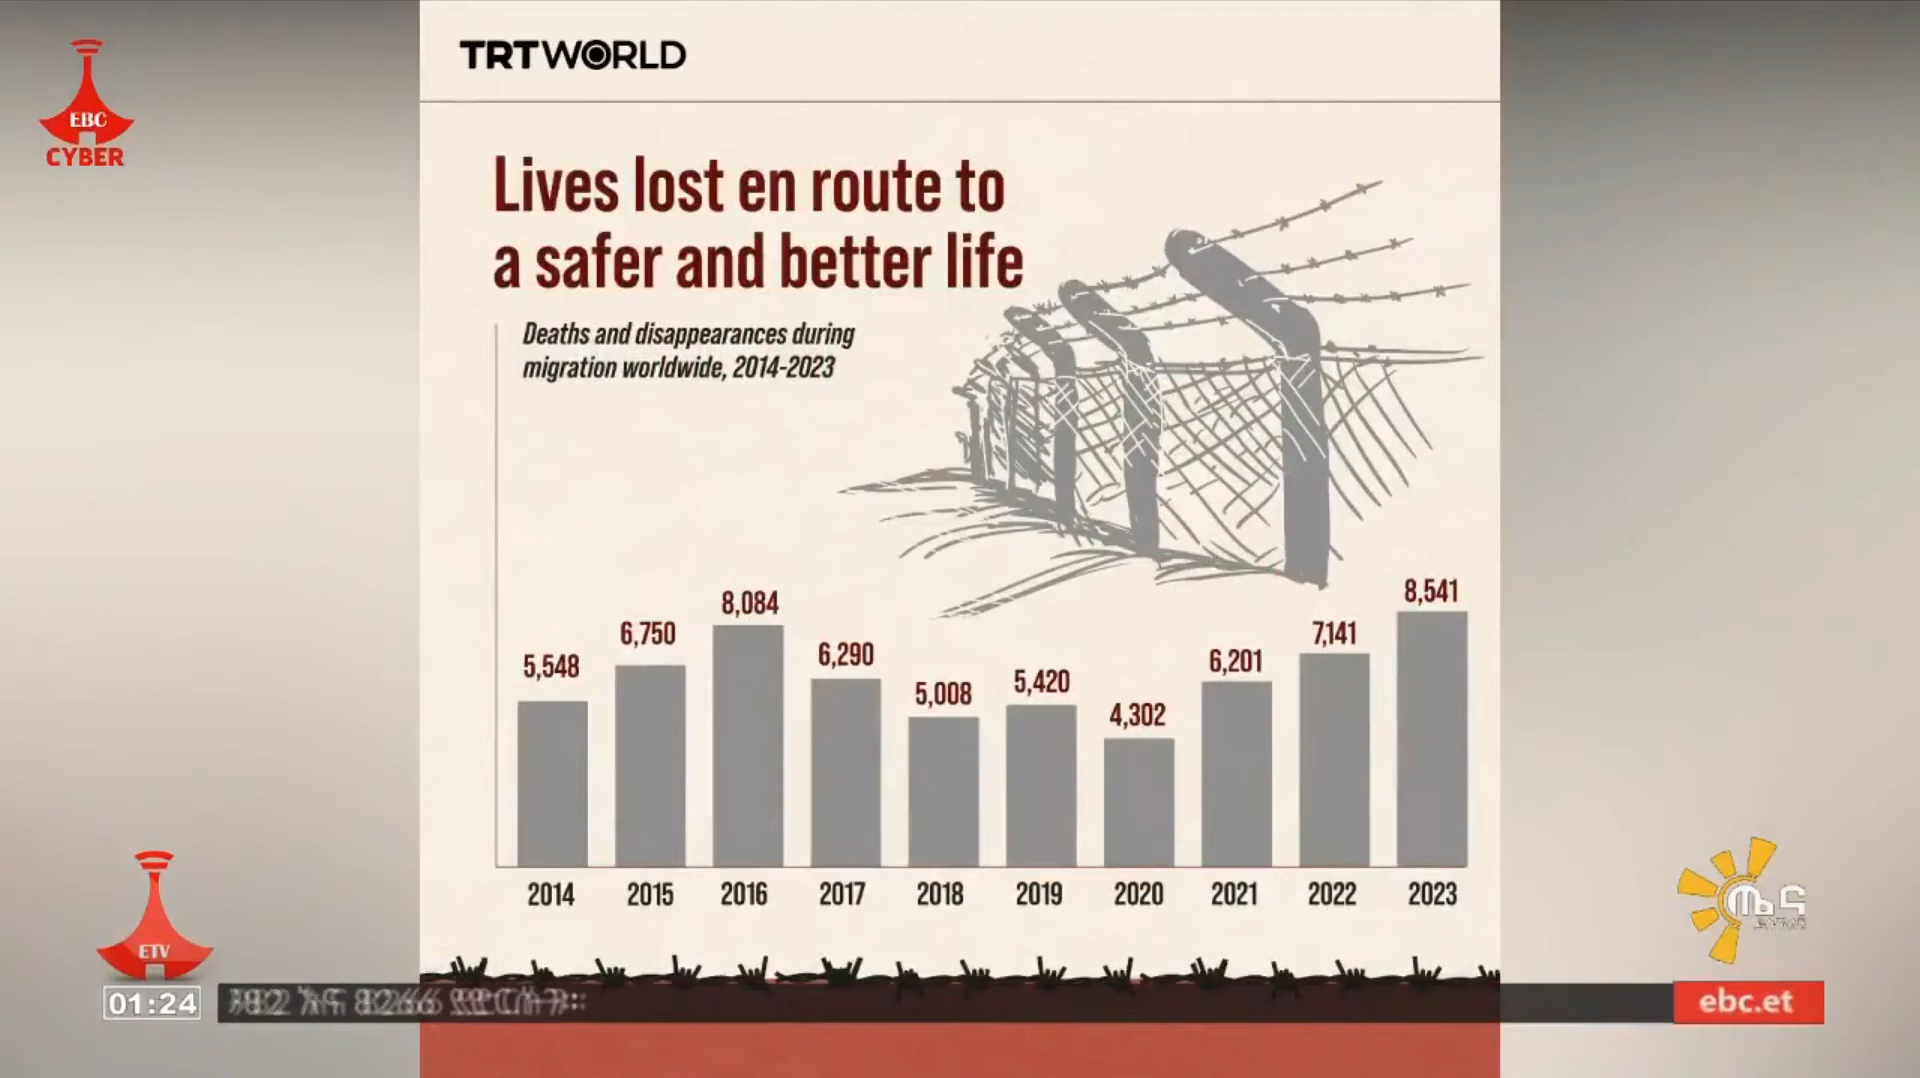 TRTWORLD
EBC
CYBER
Lives lost en route to
a safer and better life
Deaths and disappearances during
migration worldwide, 2014-2023
5,548
6,750
8,084
6,290
5,008
5,420
4,302
6,201
7,141
8,541
2014
2015
2016
2017
2018
2019
2020
2021
2022
2023
ETV
01:24
ebc.et